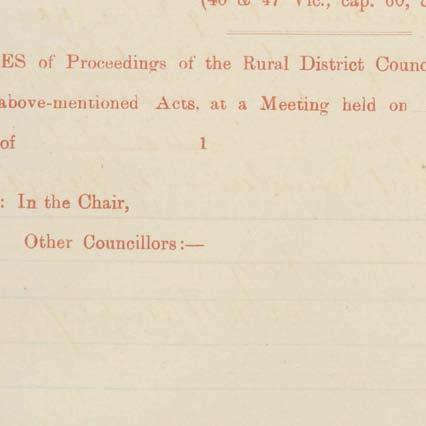 (46 & 47 Vic., cap. 60,
ES of Proceedings of the Rural District Counc
above-mentioned Acts, at a Meeting held on
of 1
: In the Chair,
Other Councillors:—